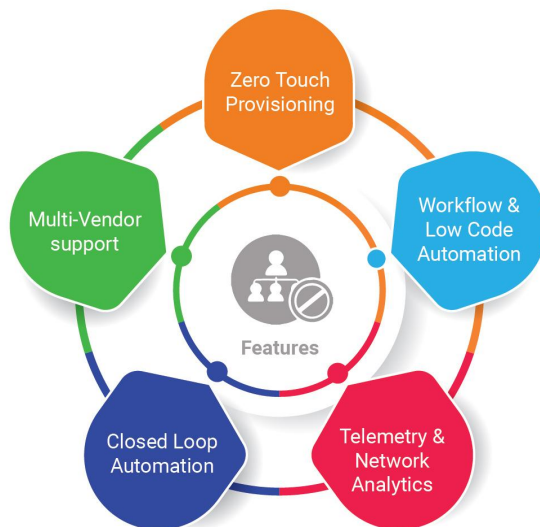 Zero Touch
Provisioning
Workflow &
Low Code
Automation
Telemetry &
Network
Analytics
Closed Loop
Automation
Multi-Vendor
support
Features